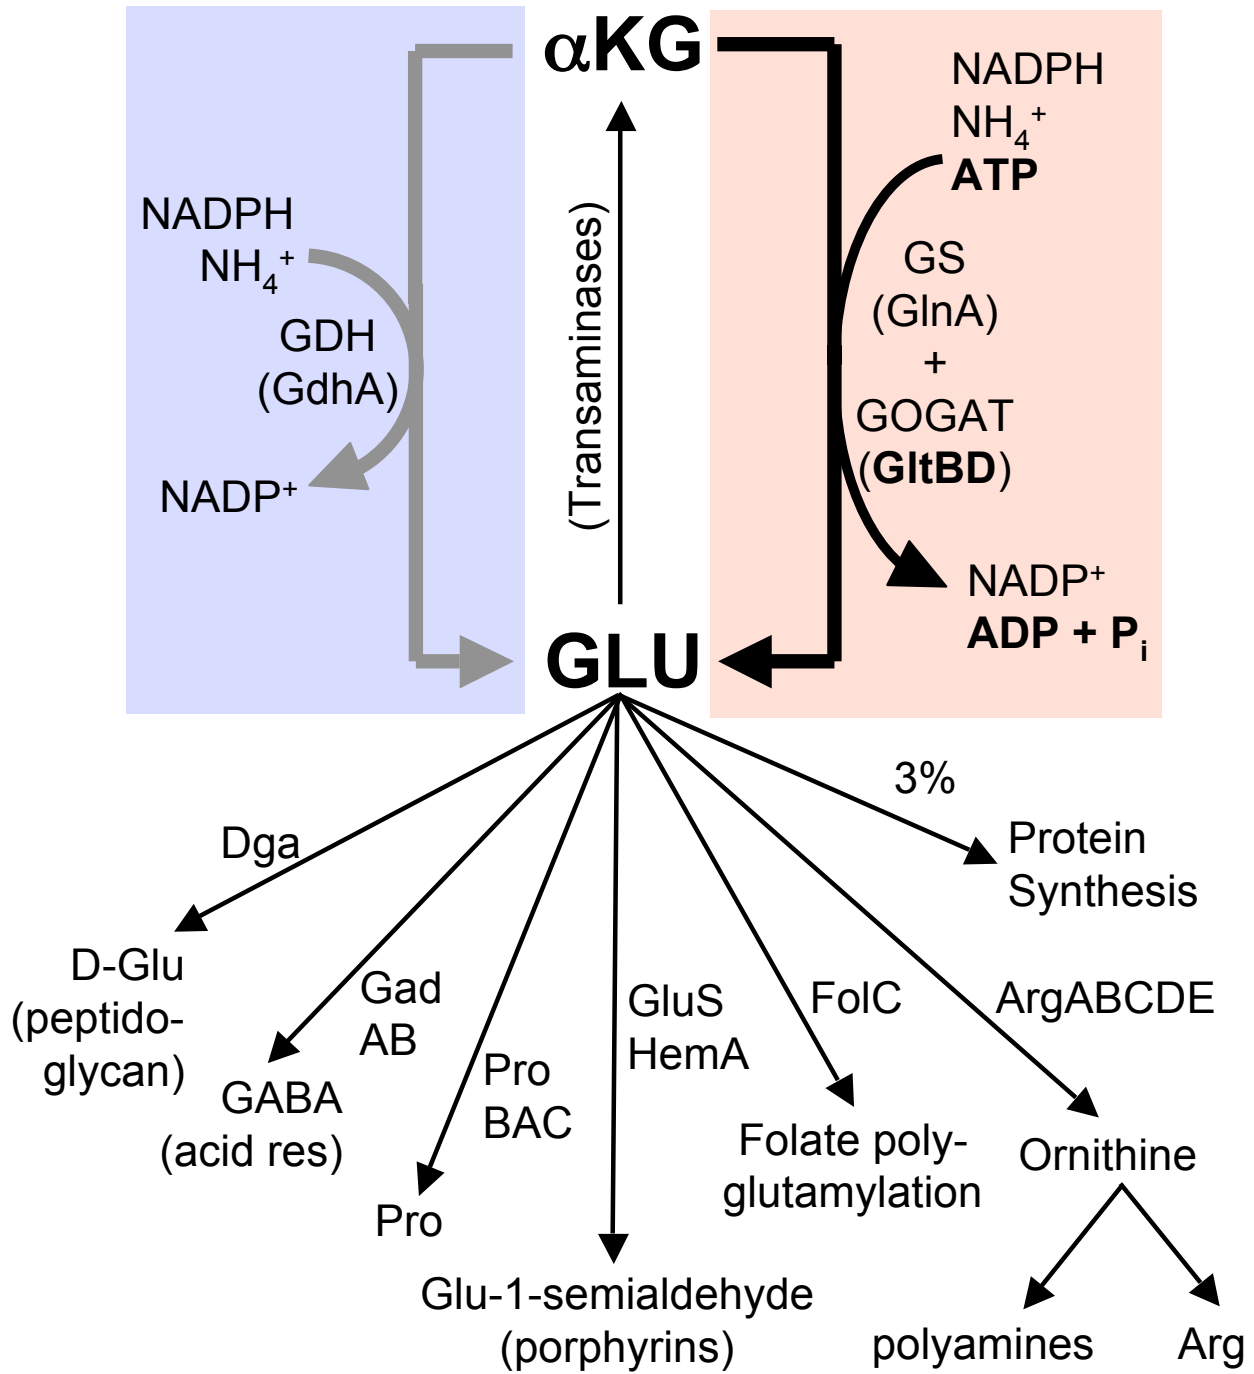 αKG
NADPH
NH₄⁺
GDH
(GdhA)
NADP⁺
(Transaminases)
NADPH
NH₄⁺
ATP
GS
(GlnA)
+
GOGAT
(GltBD)
NADP⁺
ADP + Pᵢ
GLU
3%
Protein
Synthesis
Dga
D-Glu
(peptido-
glycan)
Gad
AB
GABA
(acid res)
Pro
BAC
Pro
GluS
HemA
Glu-1-semialdehyde
(porphyrins)
FolC
Folate poly-
glutamylation
ArgABCDE
Ornithine
polyamines
Arg